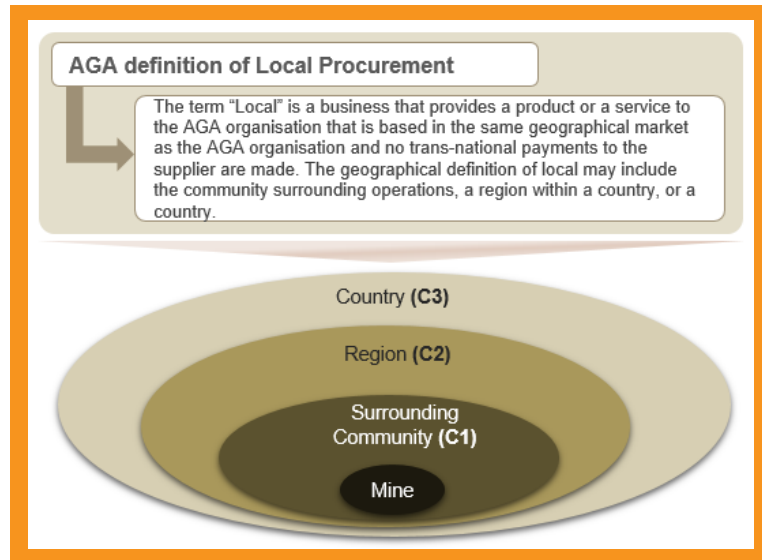 AGA definition of Local Procurement
The term “Local” is a business that provides a product or a service to
the AGA organisation that is based in the same geographical market
as the AGA organisation and no trans-national payments to the
supplier are made. The geographical definition of local may include
the community surrounding operations, a region within a country, or a
country.
Country (C3)
Region (C2)
Surrounding
Community (C1)
Mine